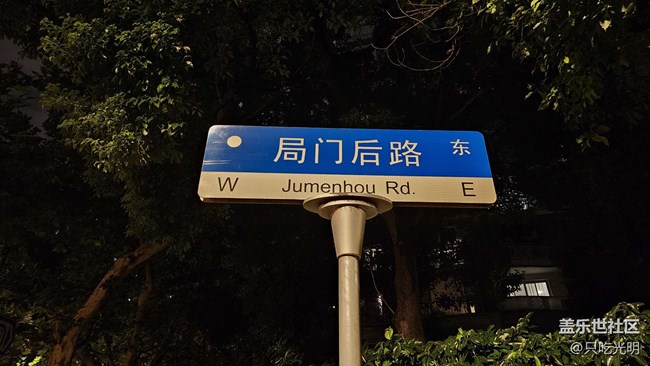 局门后路 东
W Jumenhou Rd. E
盖乐世社区
@只吃光明